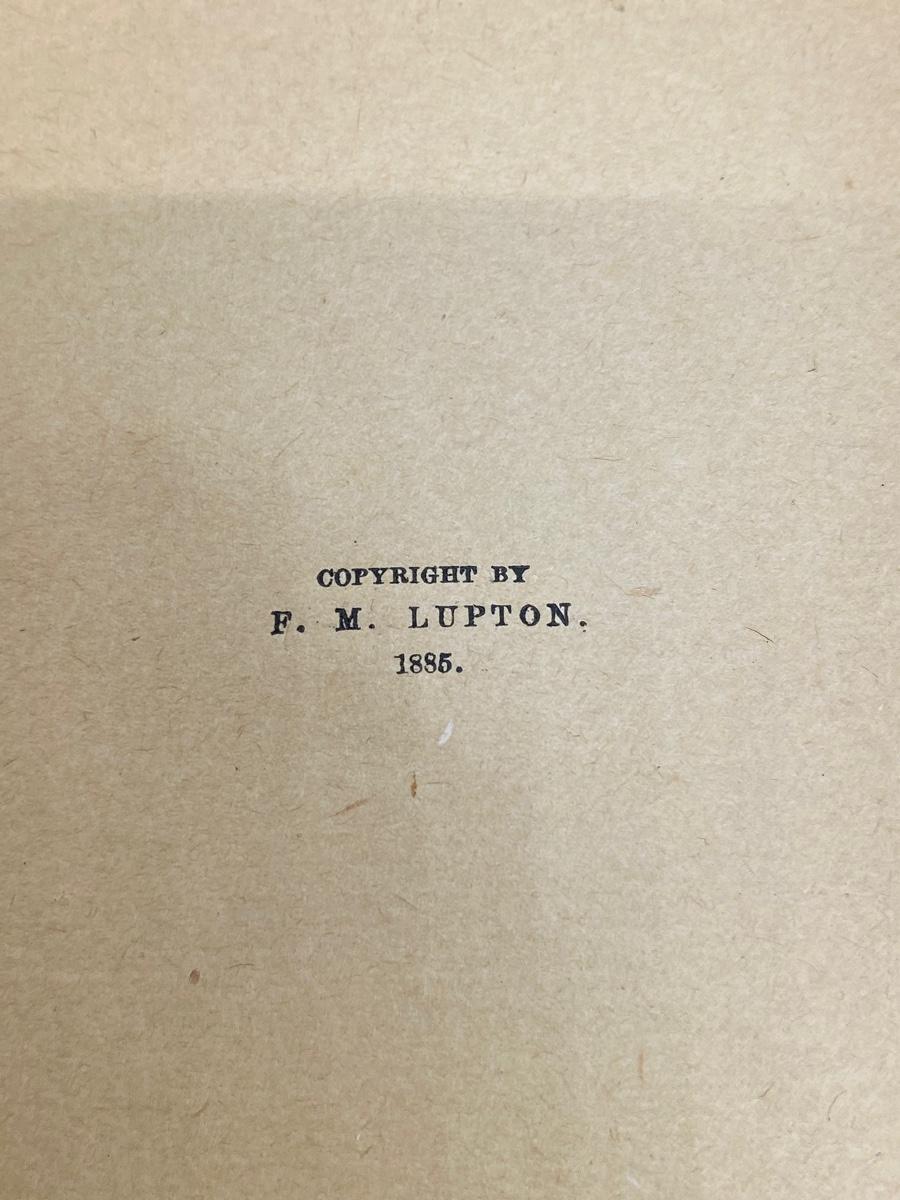 COPYRIGHT BY
F. M. LUPTON.
1885.